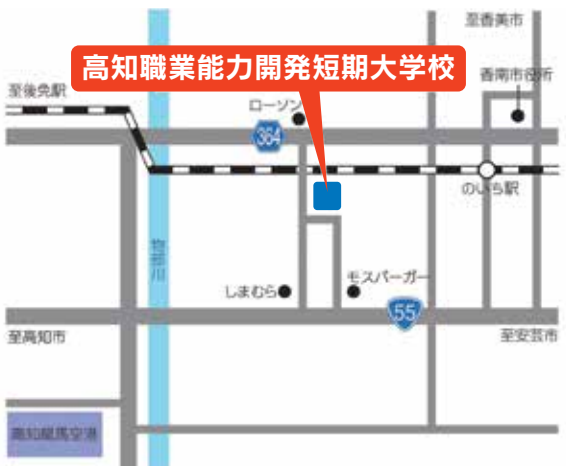 至香美市
高知職業能力開発短期大学校
香南市役所
至後免駅
ローソン
364
のいち駅
物部川
しまむら
モスバーガー
55
至高知市
至安芸市
高知龍馬空港